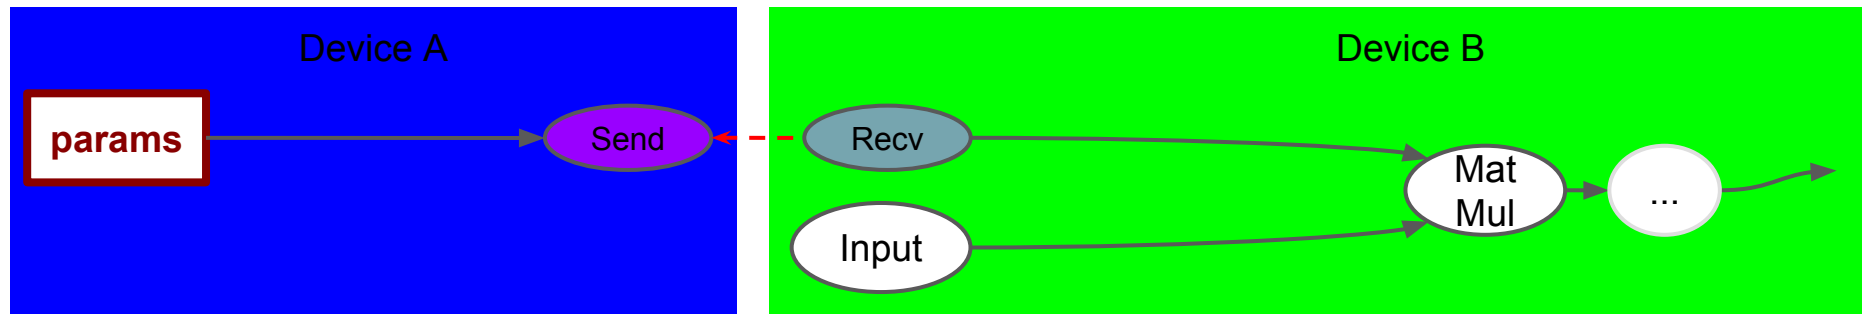 Device A
params
Send
Device B
Recv
Input
Mat
Mul
...